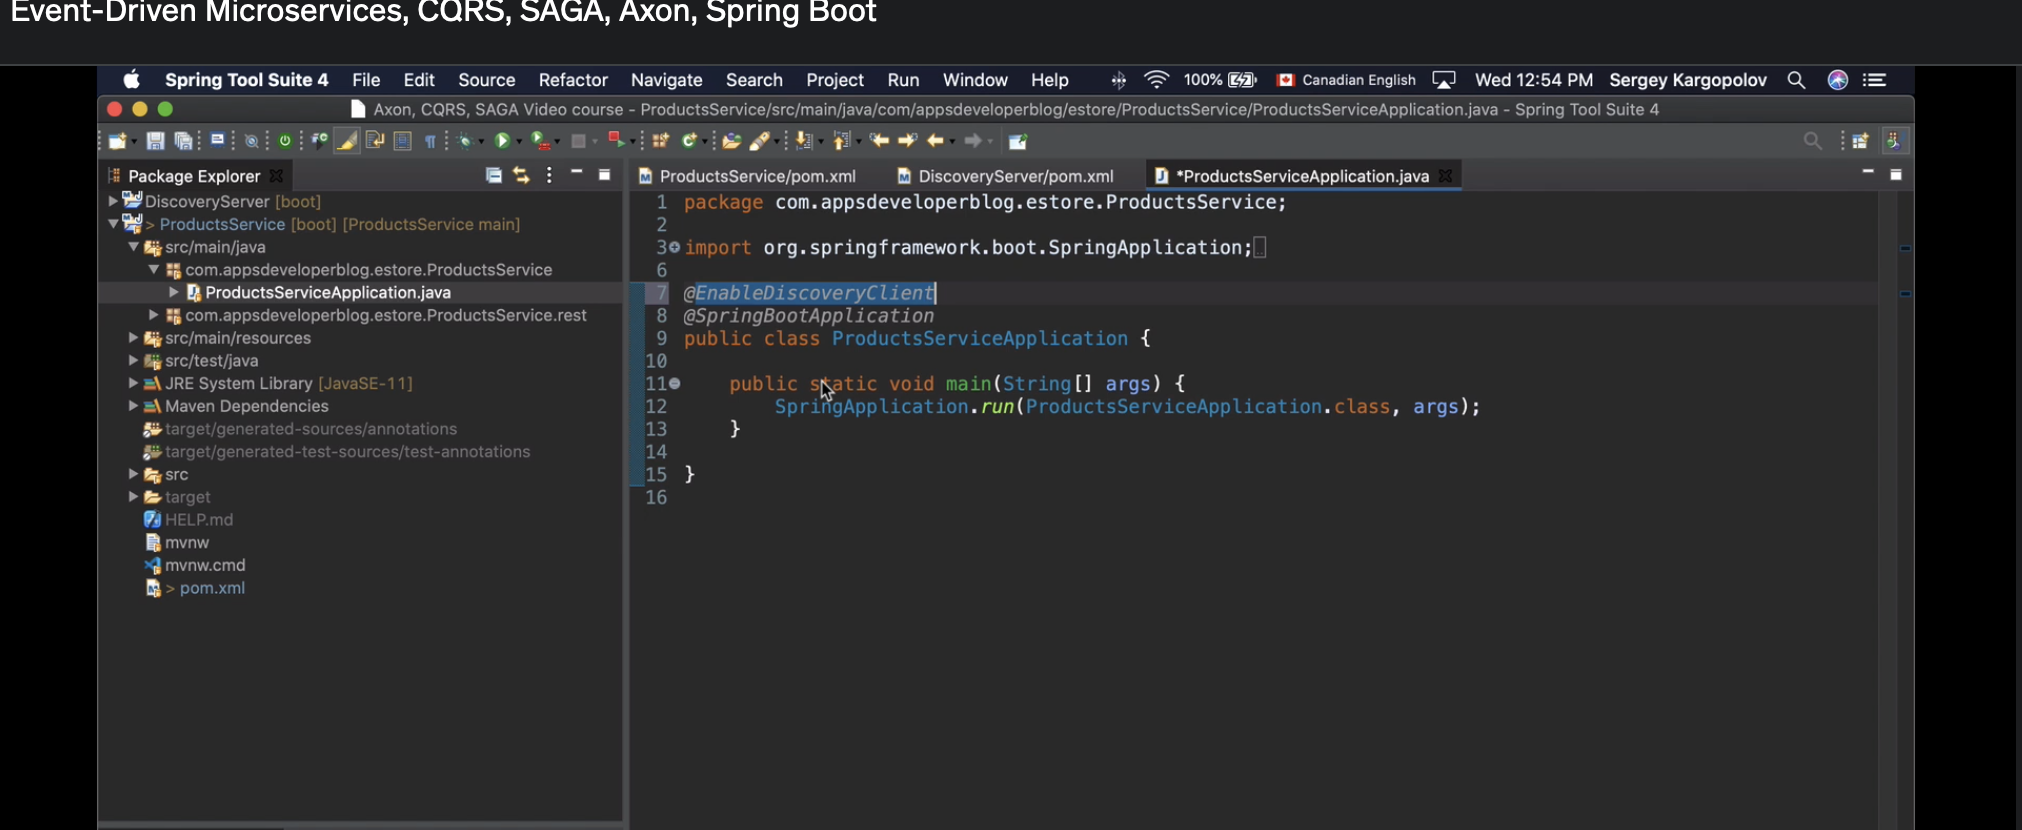 Event-Driven Microservices, CQRS, SAGA, Axon, Spring Boot
Spring Tool Suite 4 File Edit Source Refactor Navigate Search Project Run Window Help 100% Canadian English Wed 12:54 PM Sergey Kargopolov
Axon, CQRS, SAGA Video course - ProductsService/src/main/java/com/appsdeveloperblog/estore/ProductsService/ProductsServiceApplication.java - Spring Tool Suite 4
Package Explorer
ProductsService/pom.xml DiscoveryServer/pom.xml *ProductsServiceApplication.java
DiscoveryServer [boot]
> ProductsService [boot] [ProductsService main]
src/main/java
com.appsdeveloperblog.estore.ProductsService
ProductsServiceApplication.java
com.appsdeveloperblog.estore.ProductsService.rest
src/main/resources
src/test/java
JRE System Library [JavaSE-11]
Maven Dependencies
target/generated-sources/annotations
target/generated-test-sources/test-annotations
src
target
HELP.md
mvnw
mvnw.cmd
> pom.xml
1 package com.appsdeveloperblog.estore.ProductsService;
2
3 import org.springframework.boot.SpringApplication;
6
7 @EnableDiscoveryClient
8 @SpringBootApplication
9 public class ProductsServiceApplication {
10
11 public static void main(String[] args) {
12 SpringApplication.run(ProductsServiceApplication.class, args);
13 }
14
15 }
16